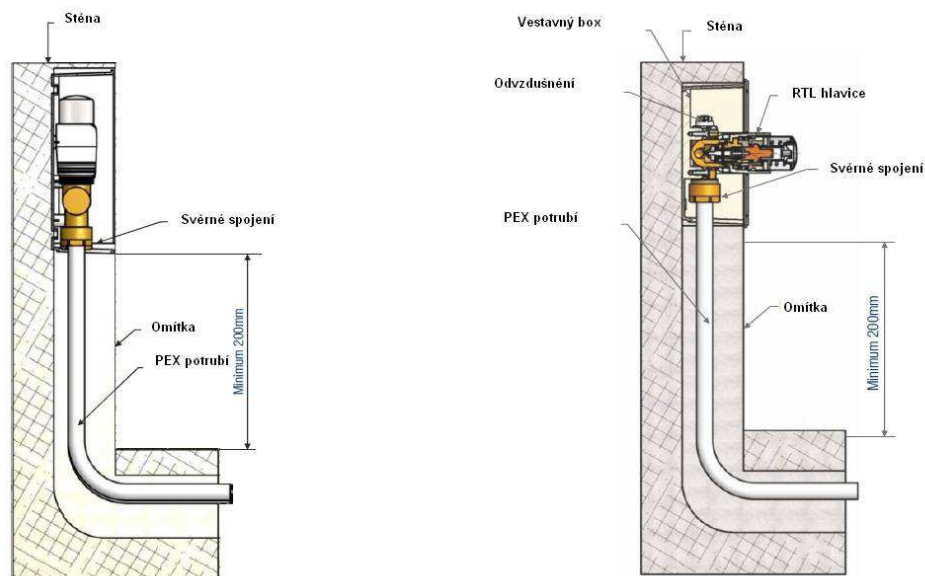 Stěna
Svěrné spojení
Omítka
PEX potrubí
Minimum 200mm
Vestavný box
Stěna
Odvzdušnění
RTL hlavice
Svěrné spojení
PEX potrubí
Omítka
Minimum 200mm